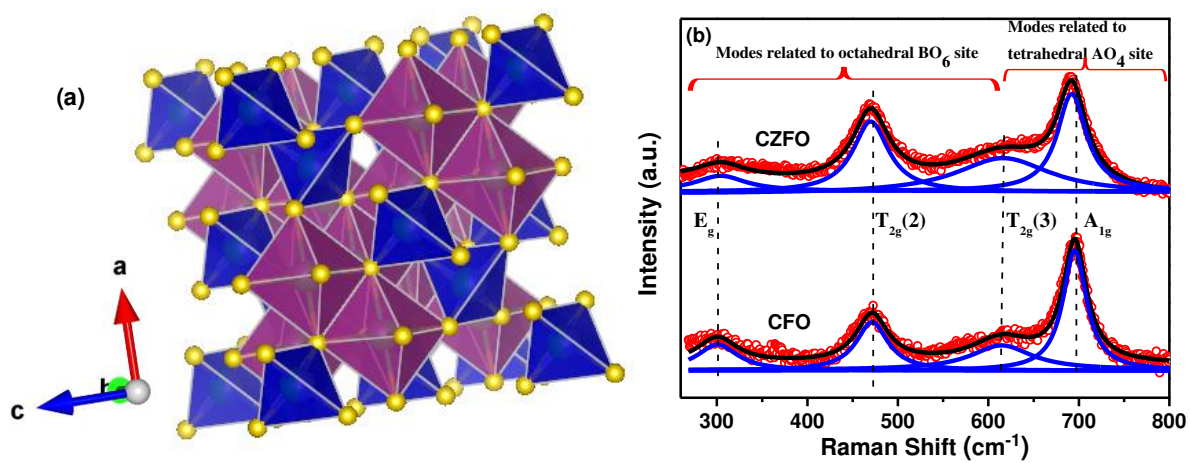 (a)
a
b
c
(b)
Modes related to octahedral BO6 site
Modes related to
tetrahedral AO4 site
CZFO
Eg
T2g(2)
T2g(3)
A1g
CFO
Intensity (a.u.)
300 400 500 600 700 800
Raman Shift (cm-1)